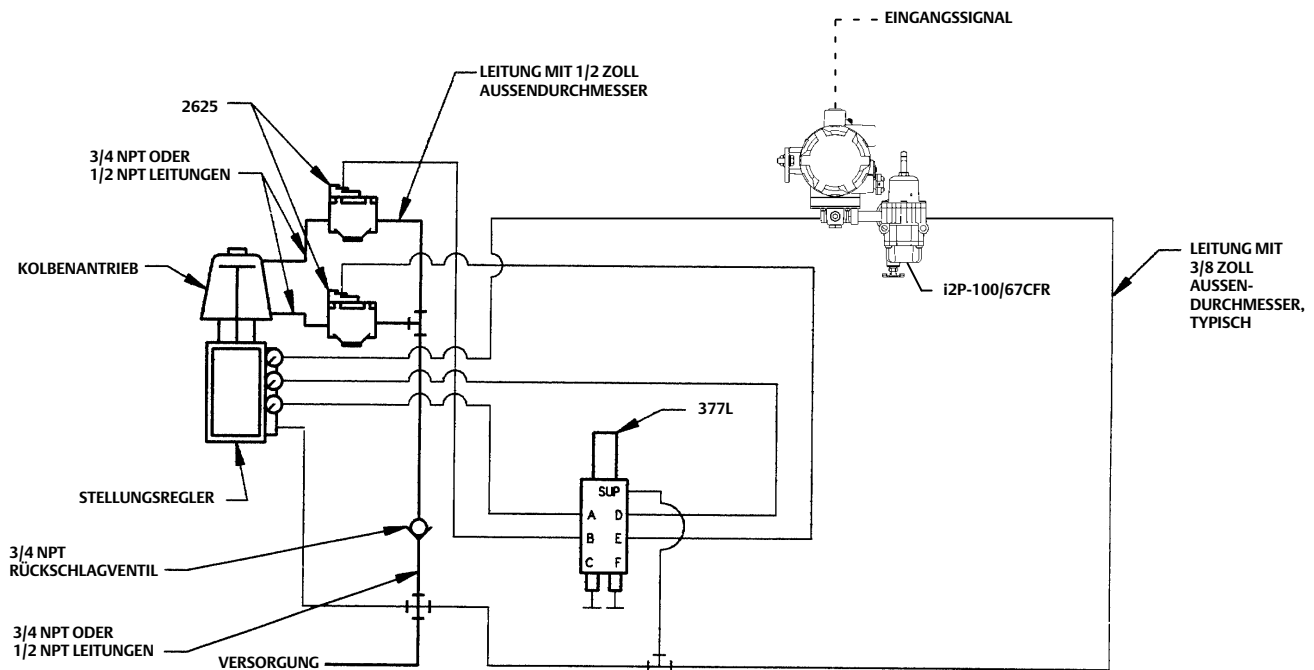 EINGANGSSIGNAL
LEITUNG MIT 1/2 ZOLL
AUSSENDURCHMESSER
2625
3/4 NPT ODER
1/2 NPT LEITUNGEN
KOLBENANTRIEB
LEITUNG MIT
3/8 ZOLL
AUSSEN-
DURCHMESSER,
TYPISCH
i2P-100/67CFR
377L
SUP
A D
B E
C F
STELLUNGSREGLER
3/4 NPT
RÜCKSCHLAGVENTIL
3/4 NPT ODER
1/2 NPT LEITUNGEN
VERSORGUNG